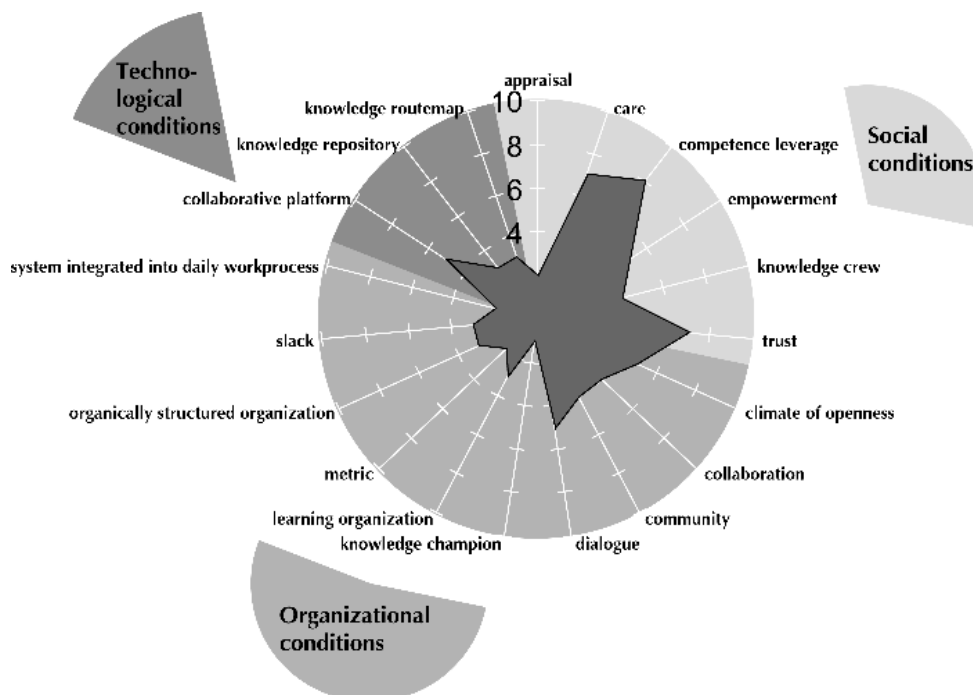 Techno-
logical
conditions
Social
conditions
appraisal
care
competence leverage
empowerment
knowledge crew
trust
climate of openness
collaboration
community
dialogue
knowledge champion
learning organization
metric
organically structured organization
slack
system integrated into daily workprocess
collaborative platform
knowledge repository
knowledge routemap
10
8
6
4
Organizational
conditions